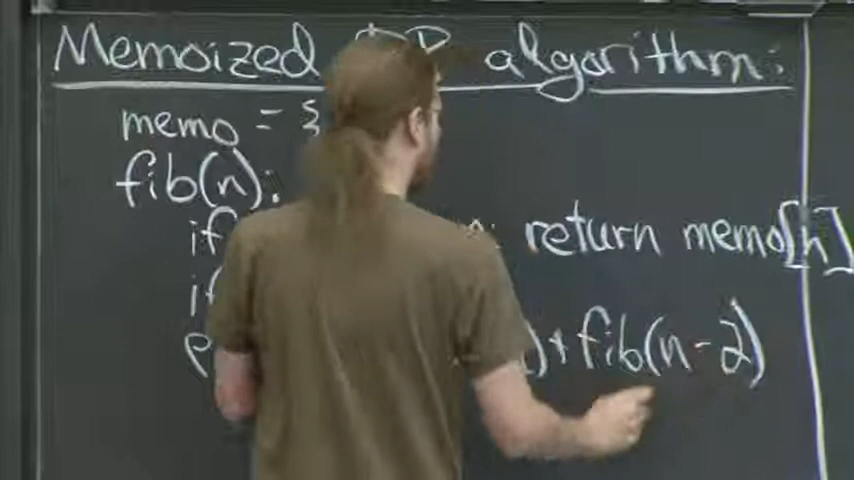 Memoized DP algorithm:
memo = {
fib(n):
if return memo[n]
if
) + fib(n-2)